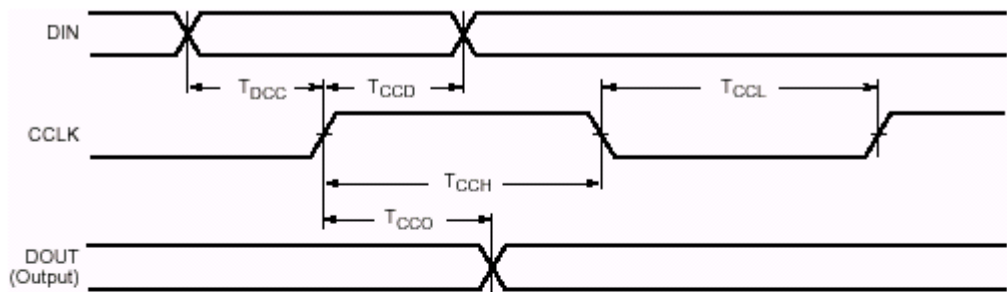 DIN
TDCC
TCCD
TCCL
CCLK
TCCH
TCCO
DOUT
(Output)